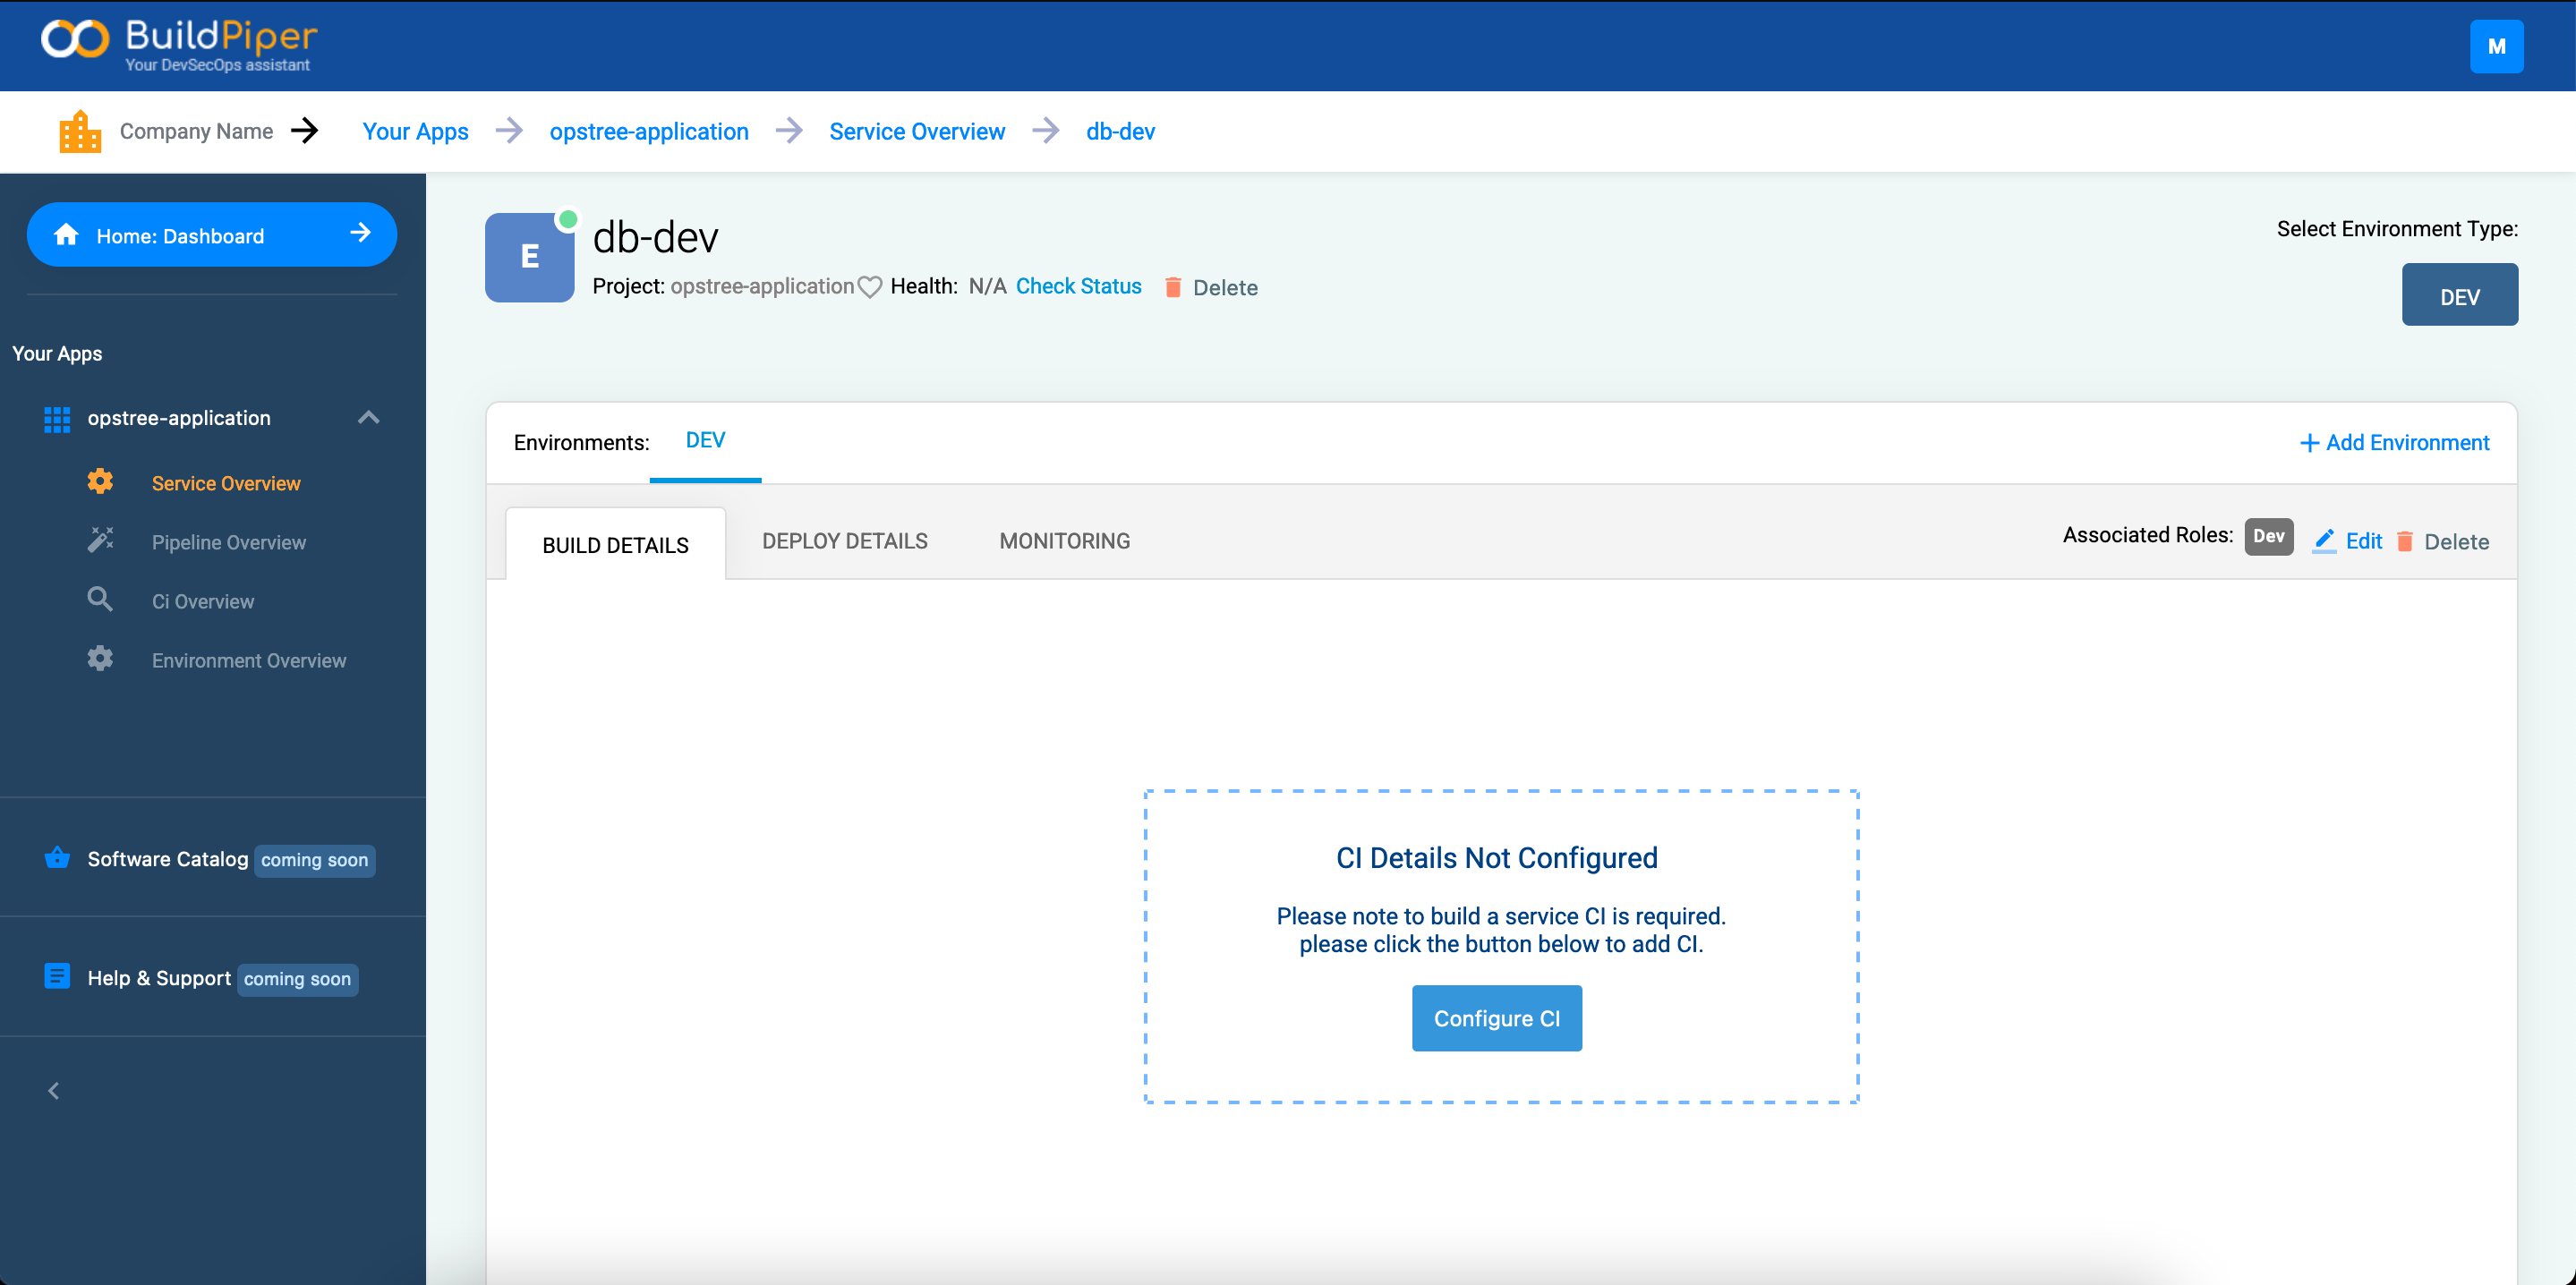 BuildPiper
Your DevSecOps assistant
M
Company Name
Your Apps
opstree-application
Service Overview
db-dev
Home: Dashboard
Your Apps
opstree-application
Service Overview
Pipeline Overview
Ci Overview
Environment Overview
Software Catalog coming soon
Help & Support coming soon
E
db-dev
Project: opstree-application Health: N/A Check Status Delete
Select Environment Type:
DEV
Environments: DEV
+ Add Environment
BUILD DETAILS DEPLOY DETAILS MONITORING
Associated Roles: Dev Edit Delete
CI Details Not Configured
Please note to build a service CI is required.
please click the button below to add CI.
Configure CI